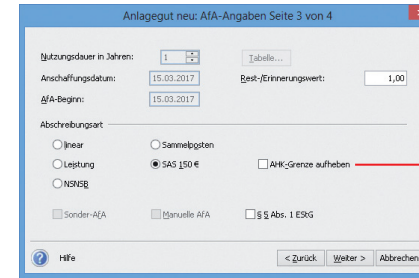 Anlagegut neu: AfA-Angaben Seite 3 von 4
Nutzungsdauer in Jahren: 1 Tabelle...
Anschaffungsdatum: 15.03.2017 Rest-/Erinnerungswert: 1,00
AfA-Beginn: 15.03.2017
Abschreibungsart
linear Sammelposten
Leistung SAS 150 € AHK-Grenze aufheben
NSNSB
Sonder-AfA Manuelle AfA § 5 Abs. 1 EStG
Hilfe < Zurück Weiter > Abbrechen